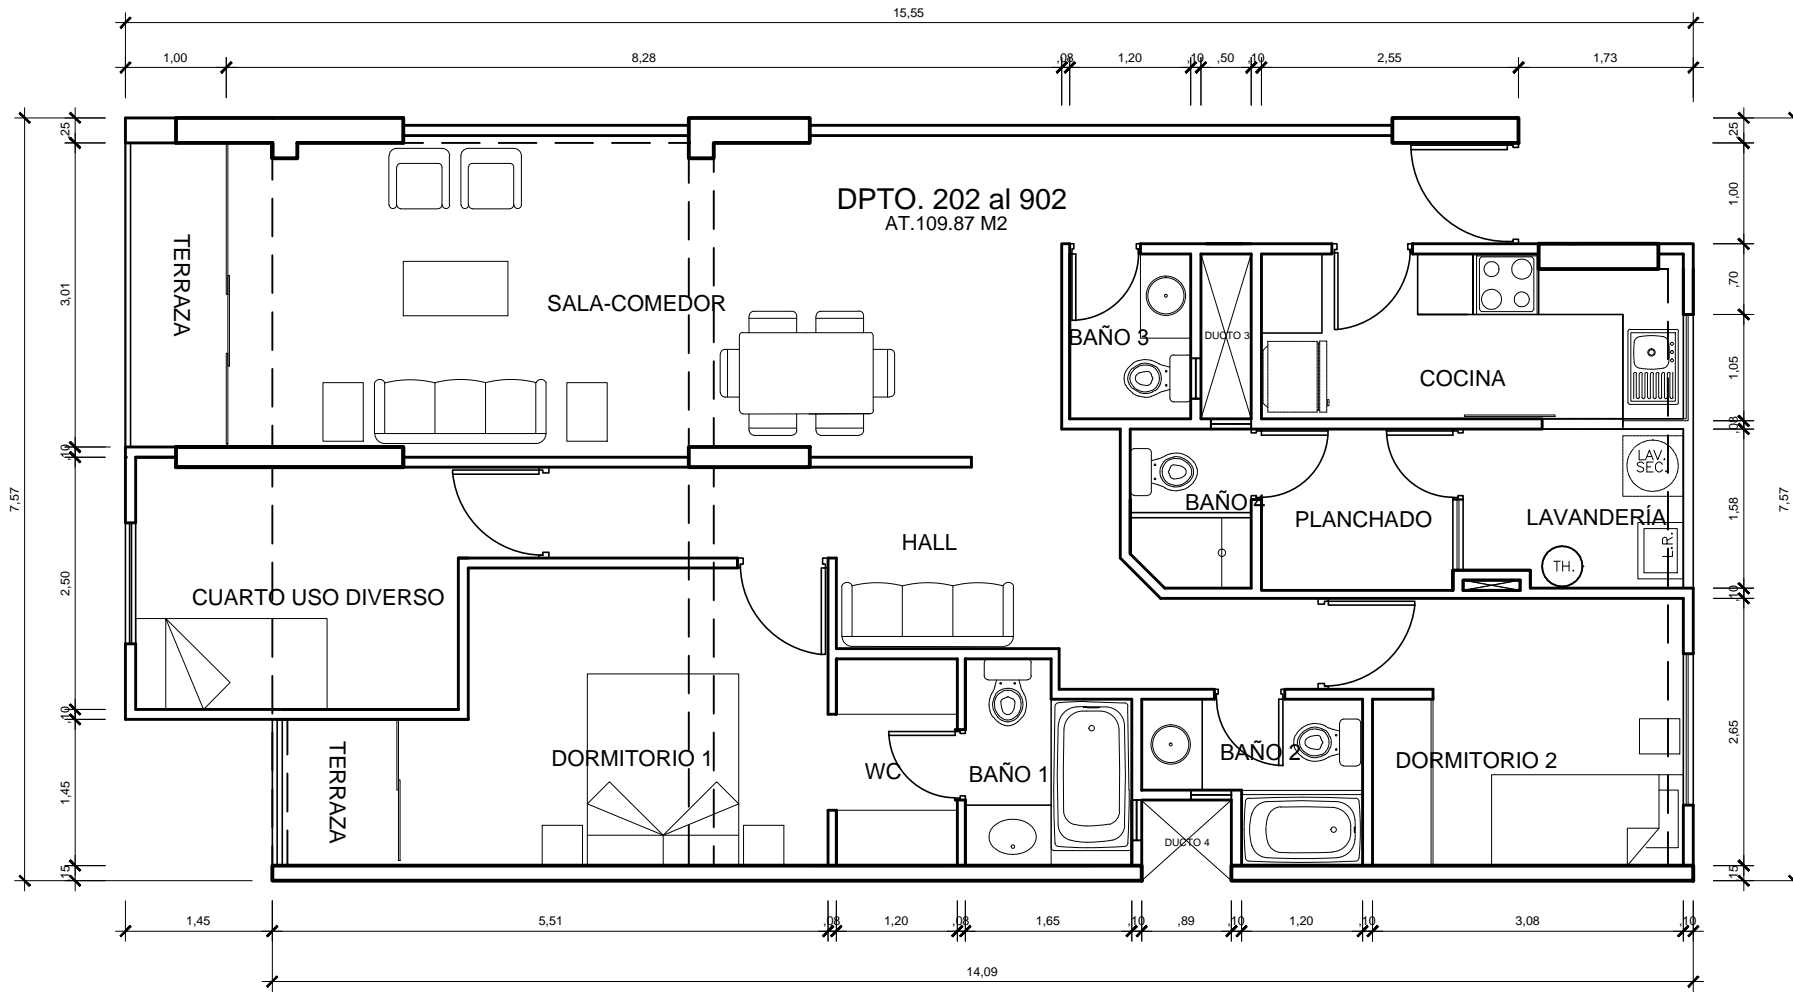 15,55
1,00
8,28
,08
1,20
,10
,50
,10
2,55
1,73
,25
,25
DPTO. 202 al 902
AT.109.87 M2
1,00
TERRAZA
3,01
SALA-COMEDOR
,70
BAÑO 3
DUCTO 3
COCINA
1,05
,10
,08
LAV.
SEC.
7,57
BAÑO 4
PLANCHADO
LAVANDERÍA
1,58
7,57
HALL
L.R.
TH.
2,50
CUARTO USO DIVERSO
,10
,10
TERRAZA
DORMITORIO 1
WC
BAÑO 1
BAÑO 2
DORMITORIO 2
2,65
1,45
DUCTO 4
,15
,15
1,45
5,51
,08
1,20
,08
1,65
,10
,89
,10
1,20
,10
3,08
,10
14,09